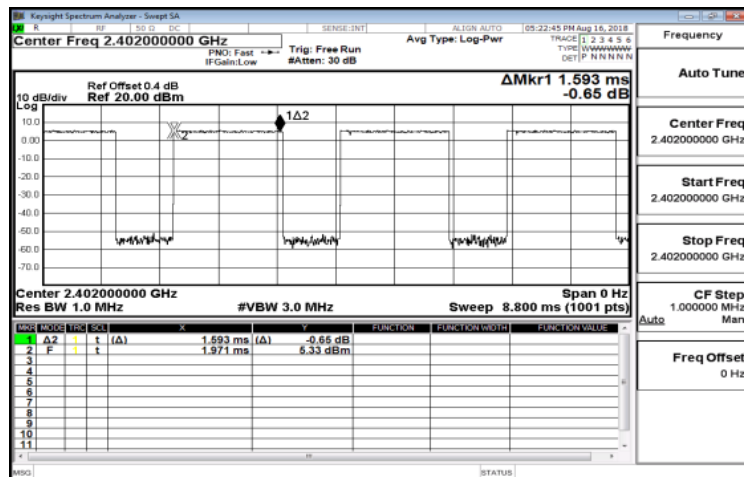 Keysight Spectrum Analyzer - Swept SA
R RF 50 Ω DC SENSE:INT ALIGN AUTO 05:22:45 PM Aug 16, 2018
Center Freq 2.402000000 GHz
PNO: Fast
IFGain:Low
Trig: Free Run
#Atten: 30 dB
Avg Type: Log-Pwr
TRACE 1 2 3 4 5 6
TYPE WWWWWWW
DET P N N N N N
Frequency
Auto Tune
Center Freq
2.402000000 GHz
Start Freq
2.402000000 GHz
Stop Freq
2.402000000 GHz
CF Step
1.000000 MHz
Auto Man
Freq Offset
0 Hz
Ref Offset 0.4 dB
10 dB/div Ref 20.00 dBm
ΔMkr1 1.593 ms
-0.65 dB
Log
10.0
0.00
-10.0
-20.0
-30.0
-40.0
-50.0
-60.0
-70.0
1Δ2
2
Center 2.402000000 GHz Span 0 Hz
Res BW 1.0 MHz #VBW 3.0 MHz Sweep 8.800 ms (1001 pts)
MKR MODE TRC SCL X Y FUNCTION FUNCTION WIDTH FUNCTION VALUE
1 Δ2 1 t (Δ) 1.593 ms (Δ) -0.65 dB
2 F 1 t 1.971 ms 5.33 dBm
3
4
5
6
7
8
9
10
11
MSG STATUS